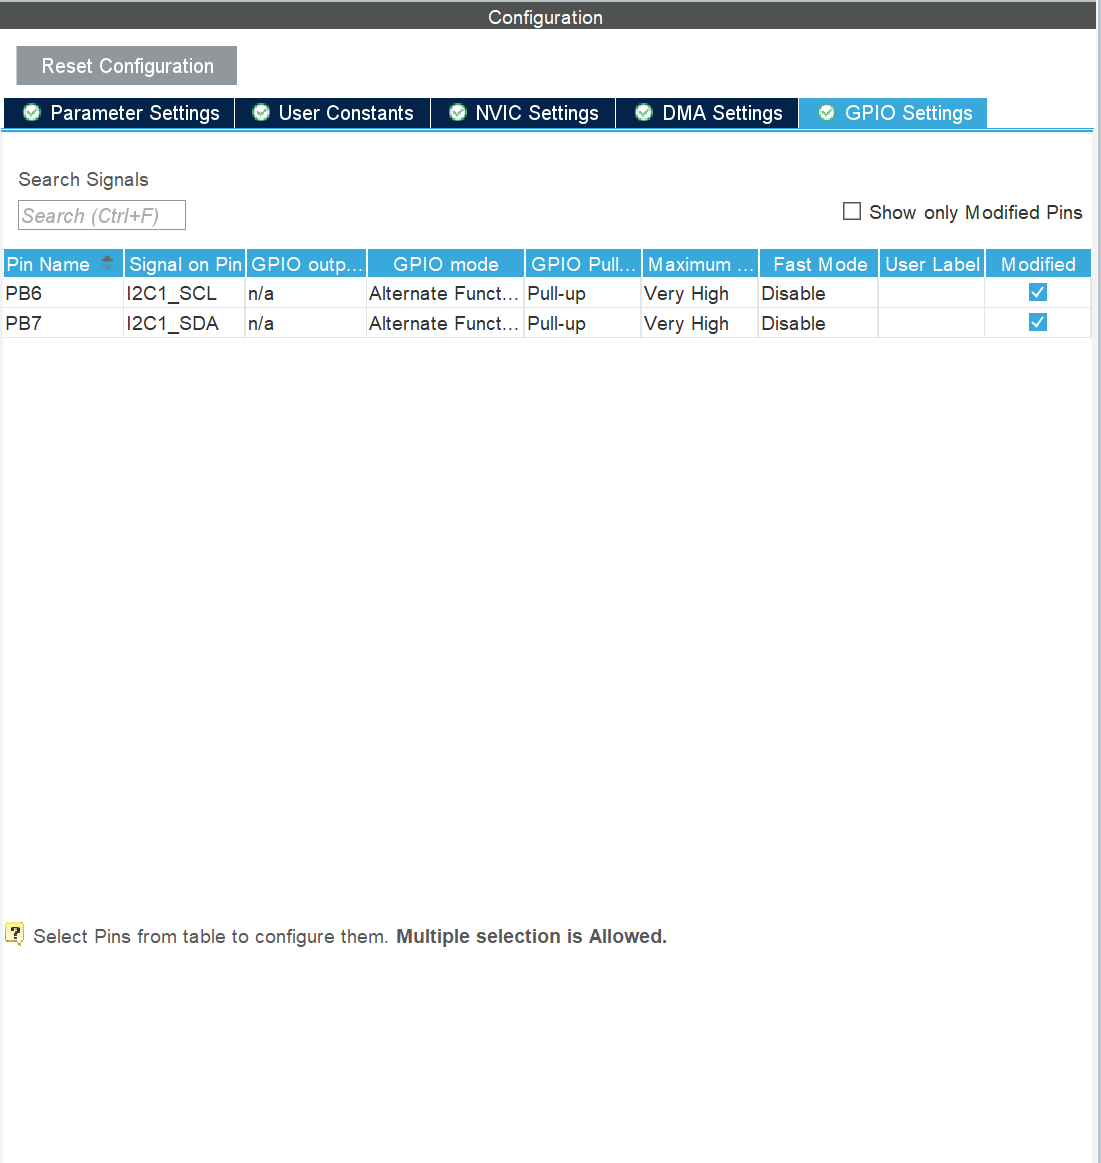 Configuration
Reset Configuration
Parameter Settings User Constants NVIC Settings DMA Settings GPIO Settings
Search Signals
Search (Ctrl+F)
Show only Modified Pins
Pin Name Signal on Pin GPIO outp... GPIO mode GPIO Pull... Maximum ... Fast Mode User Label Modified
PB6 I2C1_SCL n/a Alternate Funct... Pull-up Very High Disable
PB7 I2C1_SDA n/a Alternate Funct... Pull-up Very High Disable
? Select Pins from table to configure them. Multiple selection is Allowed.